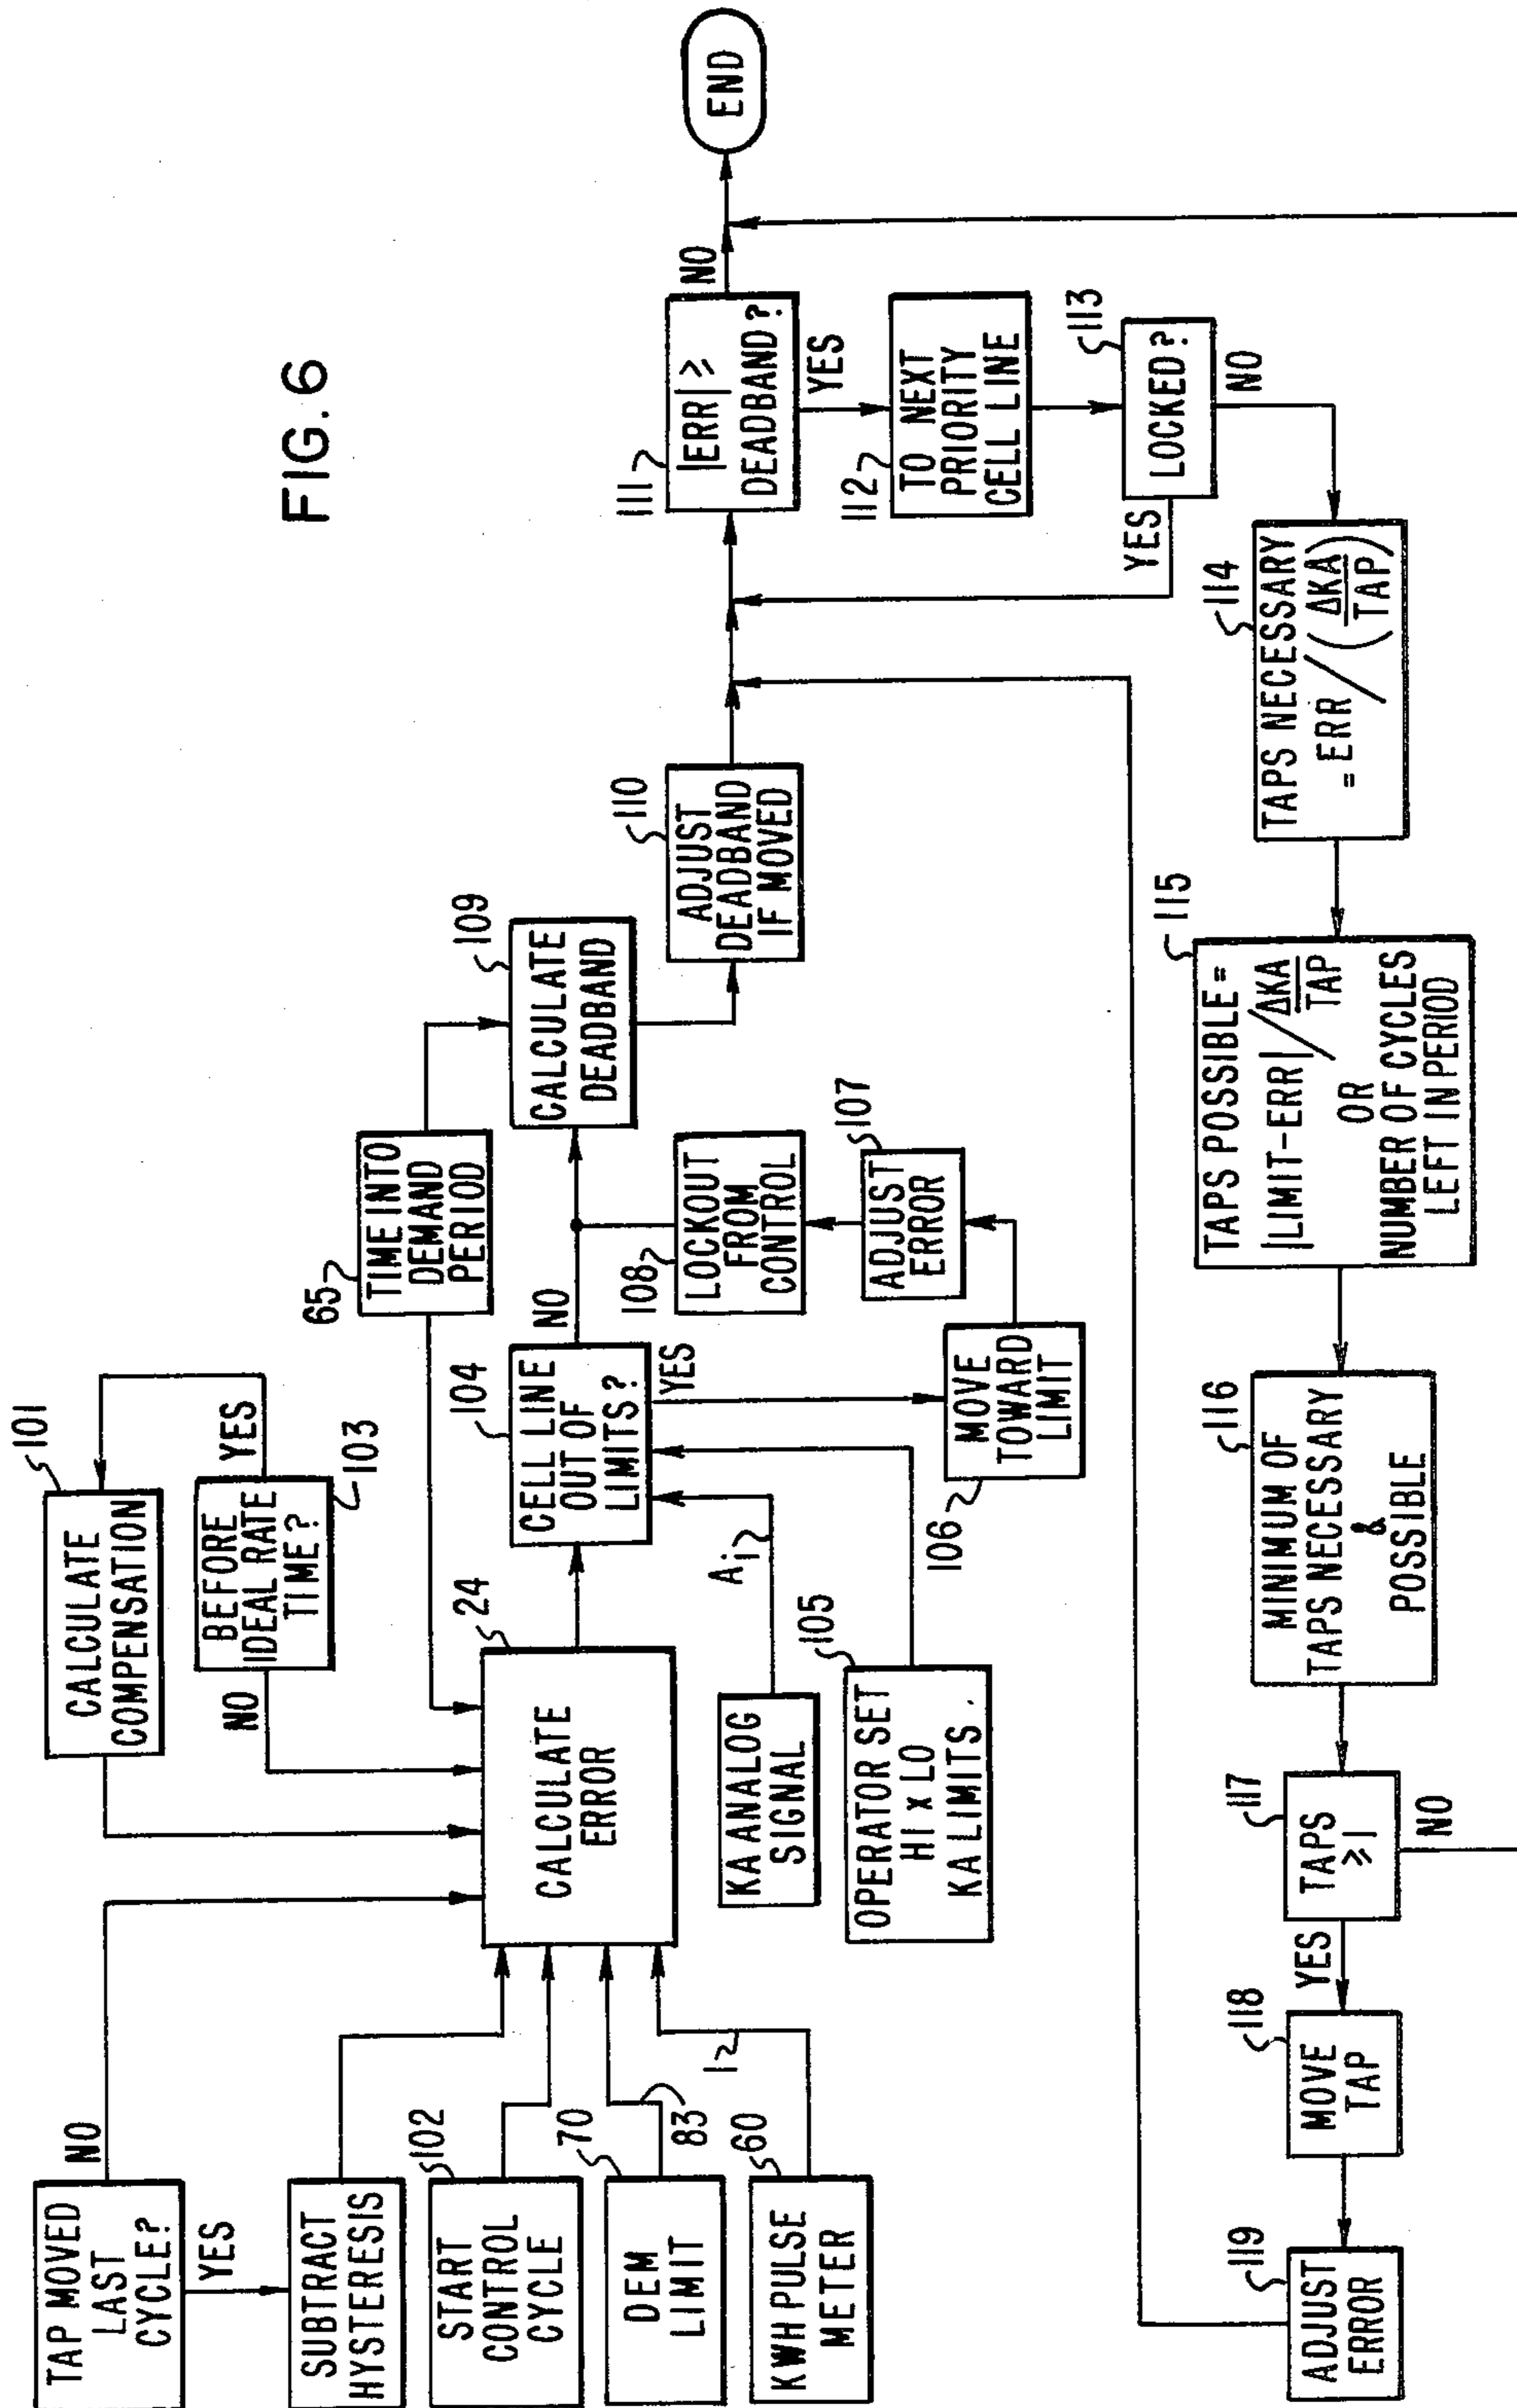 FIG. 6
TAP MOVED
LAST
CYCLE?
NO
YES
SUBTRACT
HYSTERESIS
START
CONTROL
CYCLE
102
DEM
LIMIT
70
83
KWH PULSE
METER
60
1
CALCULATE
COMPENSATION
101
BEFORE
IDEAL RATE
TIME?
YES
NO
103
CALCULATE
ERROR
24
KA ANALOG
SIGNAL
Ai
OPERATOR SET
HI x LO
KA LIMITS
105
TIME INTO
DEMAND
PERIOD
65
CELL LINE
OUT OF
LIMITS?
104
NO
YES
MOVE
TOWARD
LIMIT
106
ADJUST
ERROR
107
LOCKOUT
FROM
CONTROL
108
CALCULATE
DEADBAND
109
ADJUST
DEADBAND
IF MOVED
110
|ERR| ≥
DEADBAND?
111
NO
YES
END
TO NEXT
PRIORITY
CELL LINE
112
LOCKED?
113
YES
NO
TAPS NECESSARY
= ERR / (ΔKA
TAP)
114
TAPS POSSIBLE =
|LIMIT-ERR| / ΔKA
TAP
OR
NUMBER OF CYCLES
LEFT IN PERIOD
115
MINIMUM OF
TAPS NECESSARY
&
POSSIBLE
116
TAPS
≥ 1
117
NO
YES
MOVE
TAP
118
ADJUST
ERROR
119